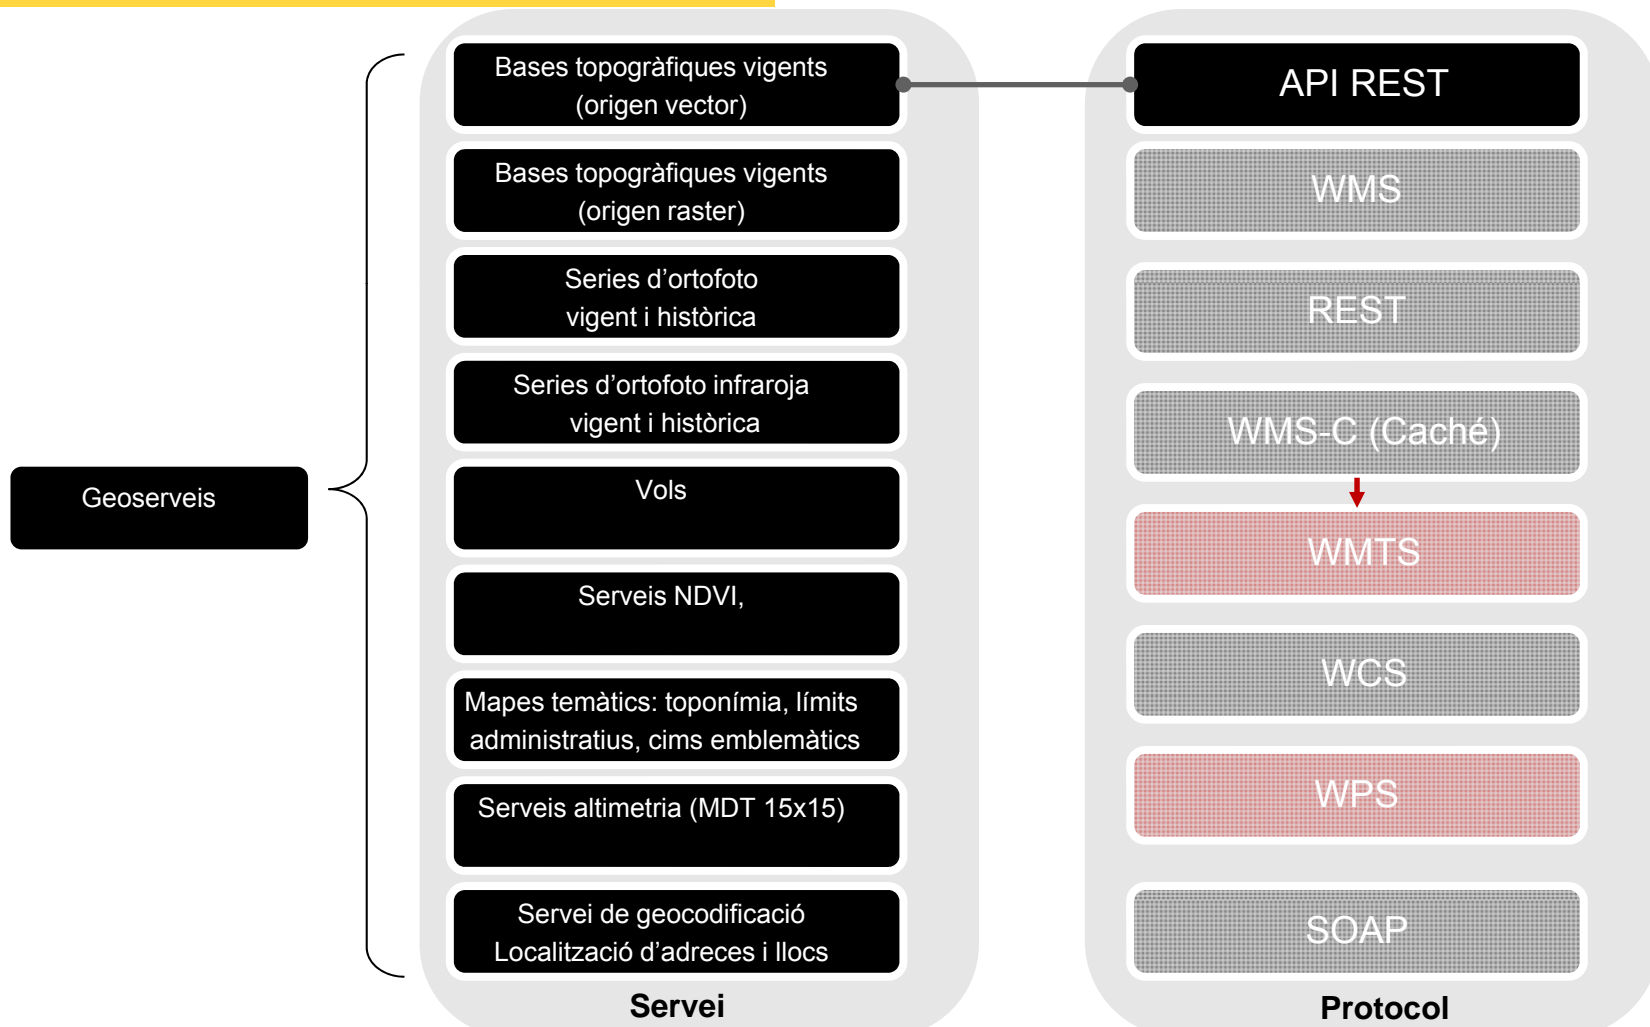 Geoserveis
Bases topogràfiques vigents
(origen vector)
Bases topogràfiques vigents
(origen raster)
Series d’ortofoto
vigent i històrica
Series d’ortofoto infraroja
vigent i històrica
Vols
Serveis NDVI,
Mapes temàtics: toponímia, límits
administratius, cims emblemàtics
Serveis altimetria (MDT 15x15)
Servei de geocodificació
Localització d’adreces i llocs
Servei
API REST
WMS
REST
WMS-C (Caché)
WMTS
WCS
WPS
SOAP
Protocol